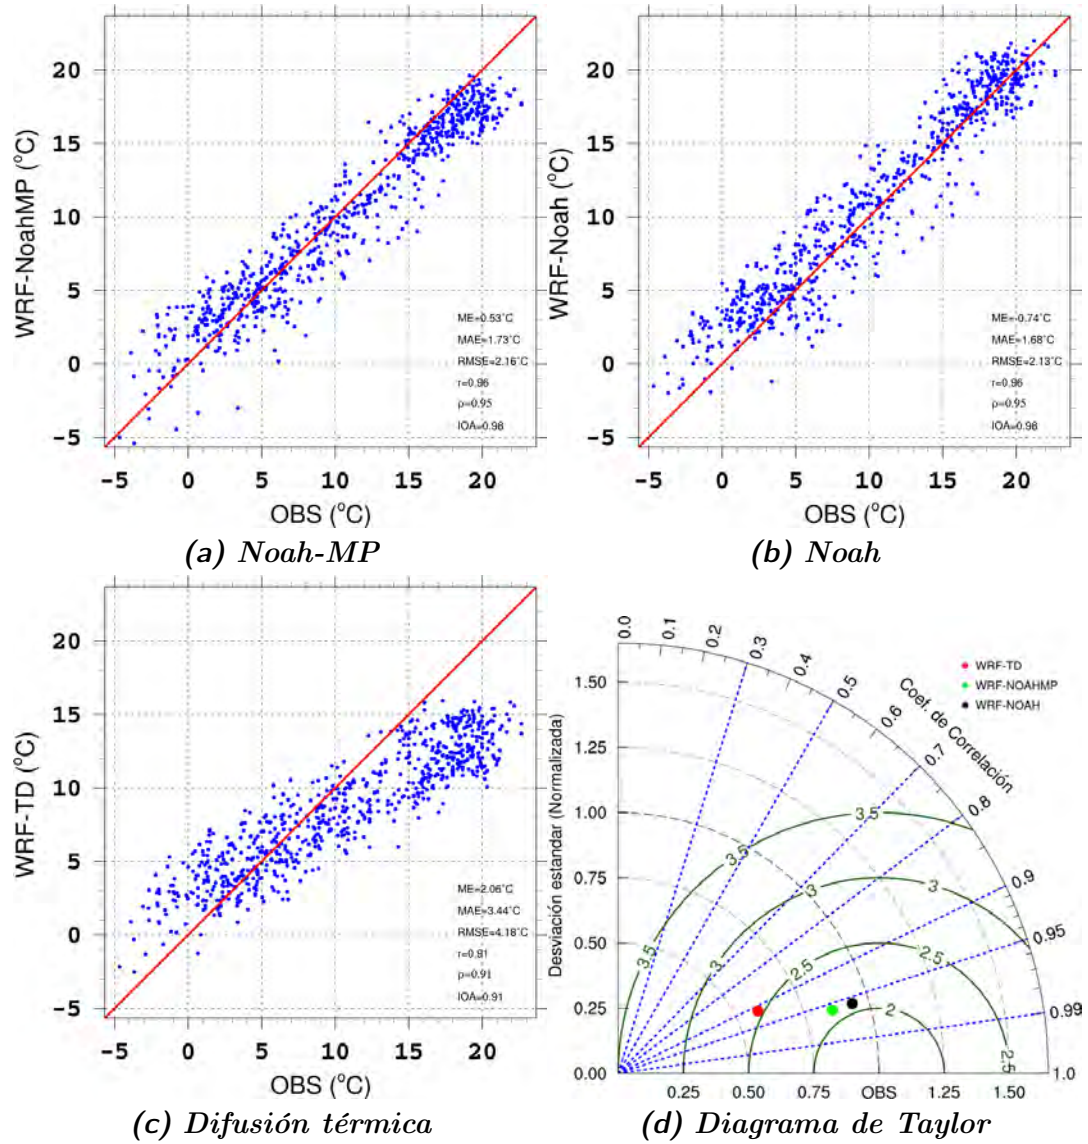 20
15
10
5
0
−5
WRF-NoahMP (°C)
ME=0.53°C
MAE=1.73°C
RMSE=2.16°C
r=0.96
ρ=0.95
IOA=0.98
−5 0 5 10 15 20
OBS (°C)
(a) Noah-MP
20
15
10
5
0
−5
WRF-Noah (°C)
ME=-0.74°C
MAE=1.68°C
RMSE=2.13°C
r=0.96
ρ=0.95
IOA=0.98
−5 0 5 10 15 20
OBS (°C)
(b) Noah
20
15
10
5
0
−5
WRF-TD (°C)
ME=2.06°C
MAE=3.44°C
RMSE=4.18°C
ρ=0.91
IOA=0.91
−5 0 5 10 15 20
OBS (°C)
(c) Difusión térmica
0.0 0.1 0.2 0.3 0.4 0.5 0.6 0.7 0.8 0.9 0.95 0.99 1.0
Coef. de Correlación
WRF-TD
WRF-NOAHMP
WRF-NOAH
Desviación estandar (Normalizada)
1.50
1.25
1.00
0.75
0.50
0.25
0.00
3.5 3.5
3 3
2.5 2.5 2.5
2
0.25 0.50 0.75 OBS 1.25 1.50
(d) Diagrama de Taylor